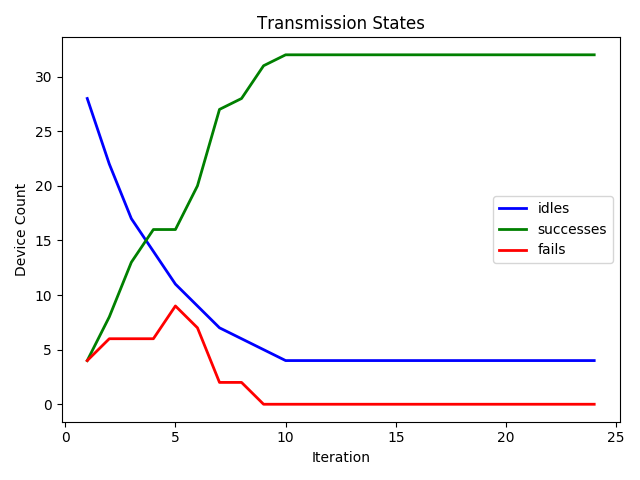 Transmission States
Device Count
30
25
20
15
10
5
0
idles
successes
fails
0 5 10 15 20 25
Iteration